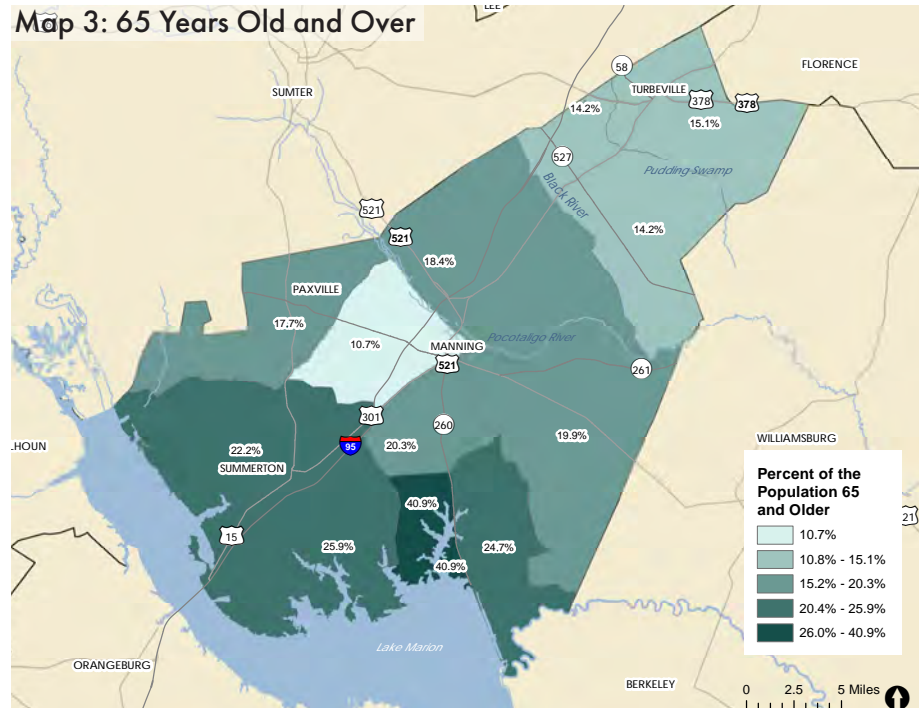 Map 3: 65 Years Old and Over
LEE
58
FLORENCE
SUMTER
TURBEVILLE
378
378
14.2%
15.1%
527
Pudding Swamp
Black River
521
521
14.2%
18.4%
PAXVILLE
17.7%
10.7%
MANNING
Pocotaligo River
521
261
301
260
95
20.3%
19.9%
22.2%
SUMMERTON
LHOUN
WILLIAMSBURG
40.9%
15
25.9%
24.7%
40.9%
21
Lake Marion
ORANGEBURG
BERKELEY
Percent of the
Population 65
and Older
10.7%
10.8% - 15.1%
15.2% - 20.3%
20.4% - 25.9%
26.0% - 40.9%
0 2.5 5 Miles